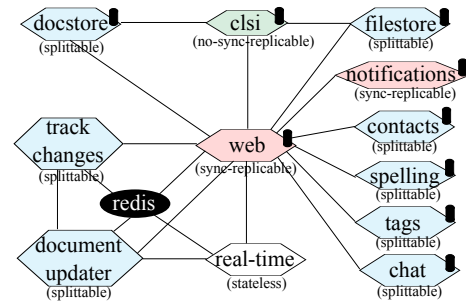 docstore
(splittable)
clsi
(no-sync-replicable)
filestore
(splittable)
notifications
(sync-replicable)
track
changes
(splittable)
web
(sync-replicable)
contacts
(splittable)
spelling
(splittable)
redis
tags
(splittable)
document
updater
(splittable)
real-time
(stateless)
chat
(splittable)